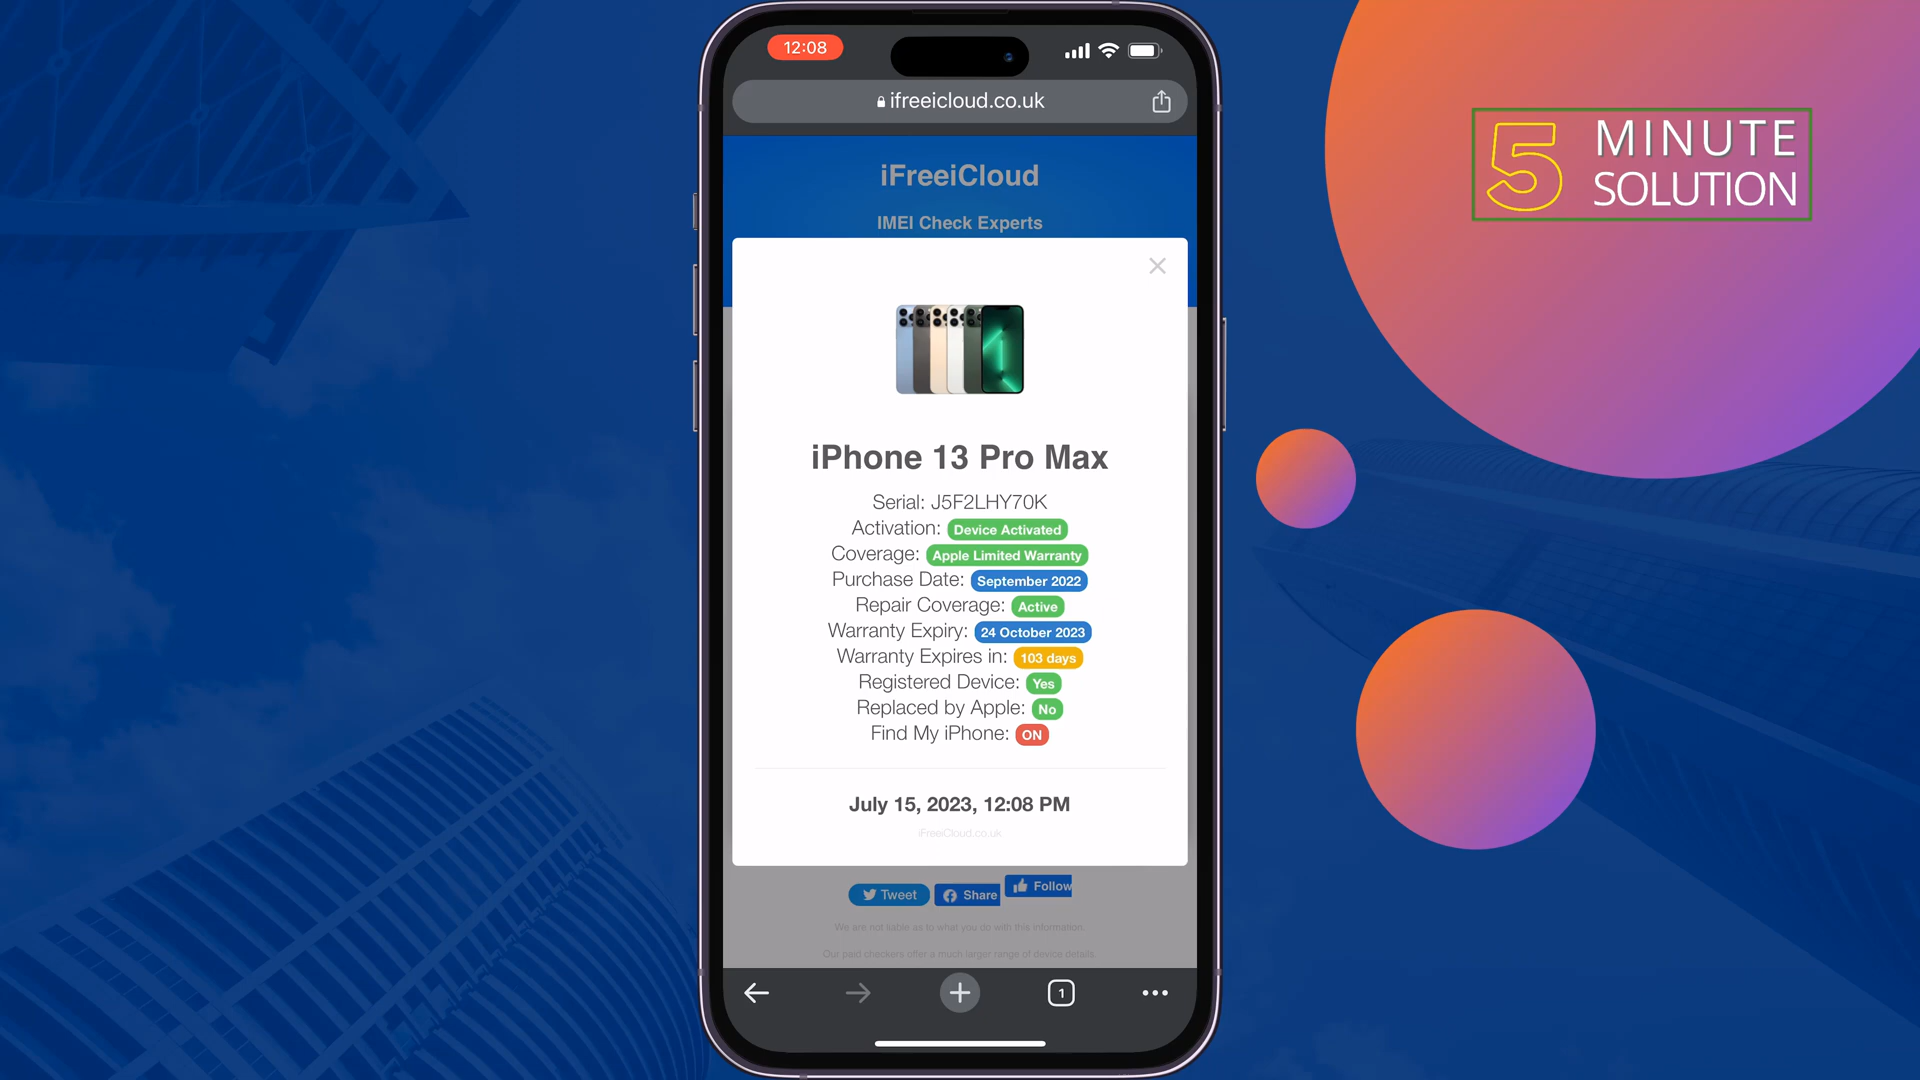 12:08
ifreeicloud.co.uk
5 MINUTE
SOLUTION
iFreeiCloud
IMEI Check Experts
iPhone 13 Pro Max
Serial: J5F2LHY70K
Activation: Device Activated
Coverage: Apple Limited Warranty
Purchase Date: September 2022
Repair Coverage: Active
Warranty Expiry: 24 October 2023
Warranty Expires in: 103 days
Registered Device: Yes
Replaced by Apple: No
Find My iPhone: ON
July 15, 2023, 12:08 PM
iFreeiCloud.co.uk
Tweet Share Follow
We are not liable as to what you do with this information.
Our paid checkers offer a much larger range of device details.
1